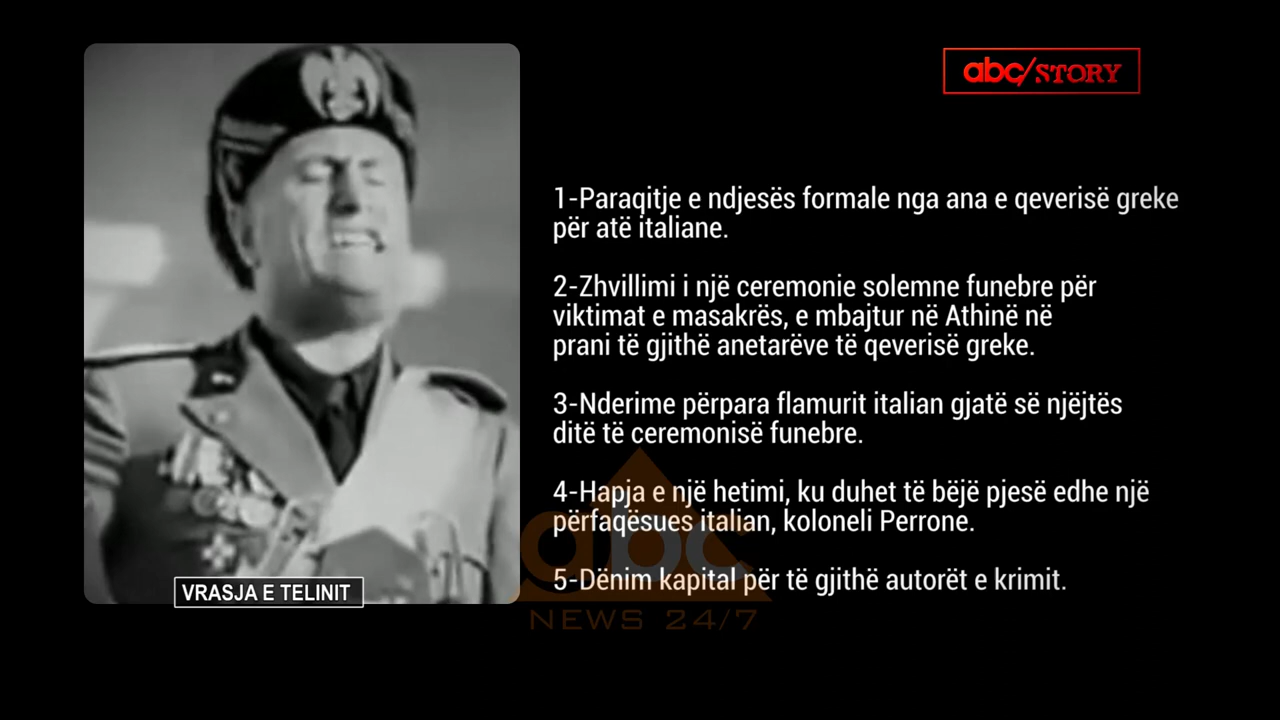 abc/STORY
1-Paraqitje e ndjesës formale nga ana e qeverisë greke
për atë italiane.
2-Zhvillimi i një ceremonie solemne funebre për
viktimat e masakrës, e mbajtur në Athinë në
prani të gjithë anetarëve të qeverisë greke.
3-Nderime përpara flamurit italian gjatë së njëjtës
ditë të ceremonisë funebre.
4-Hapja e një hetimi, ku duhet të bëjë pjesë edhe një
përfaqësues italian, koloneli Perrone.
5-Dënim kapital për të gjithë autorët e krimit.
VRASJA E TELINIT
abc
NEWS 24/7